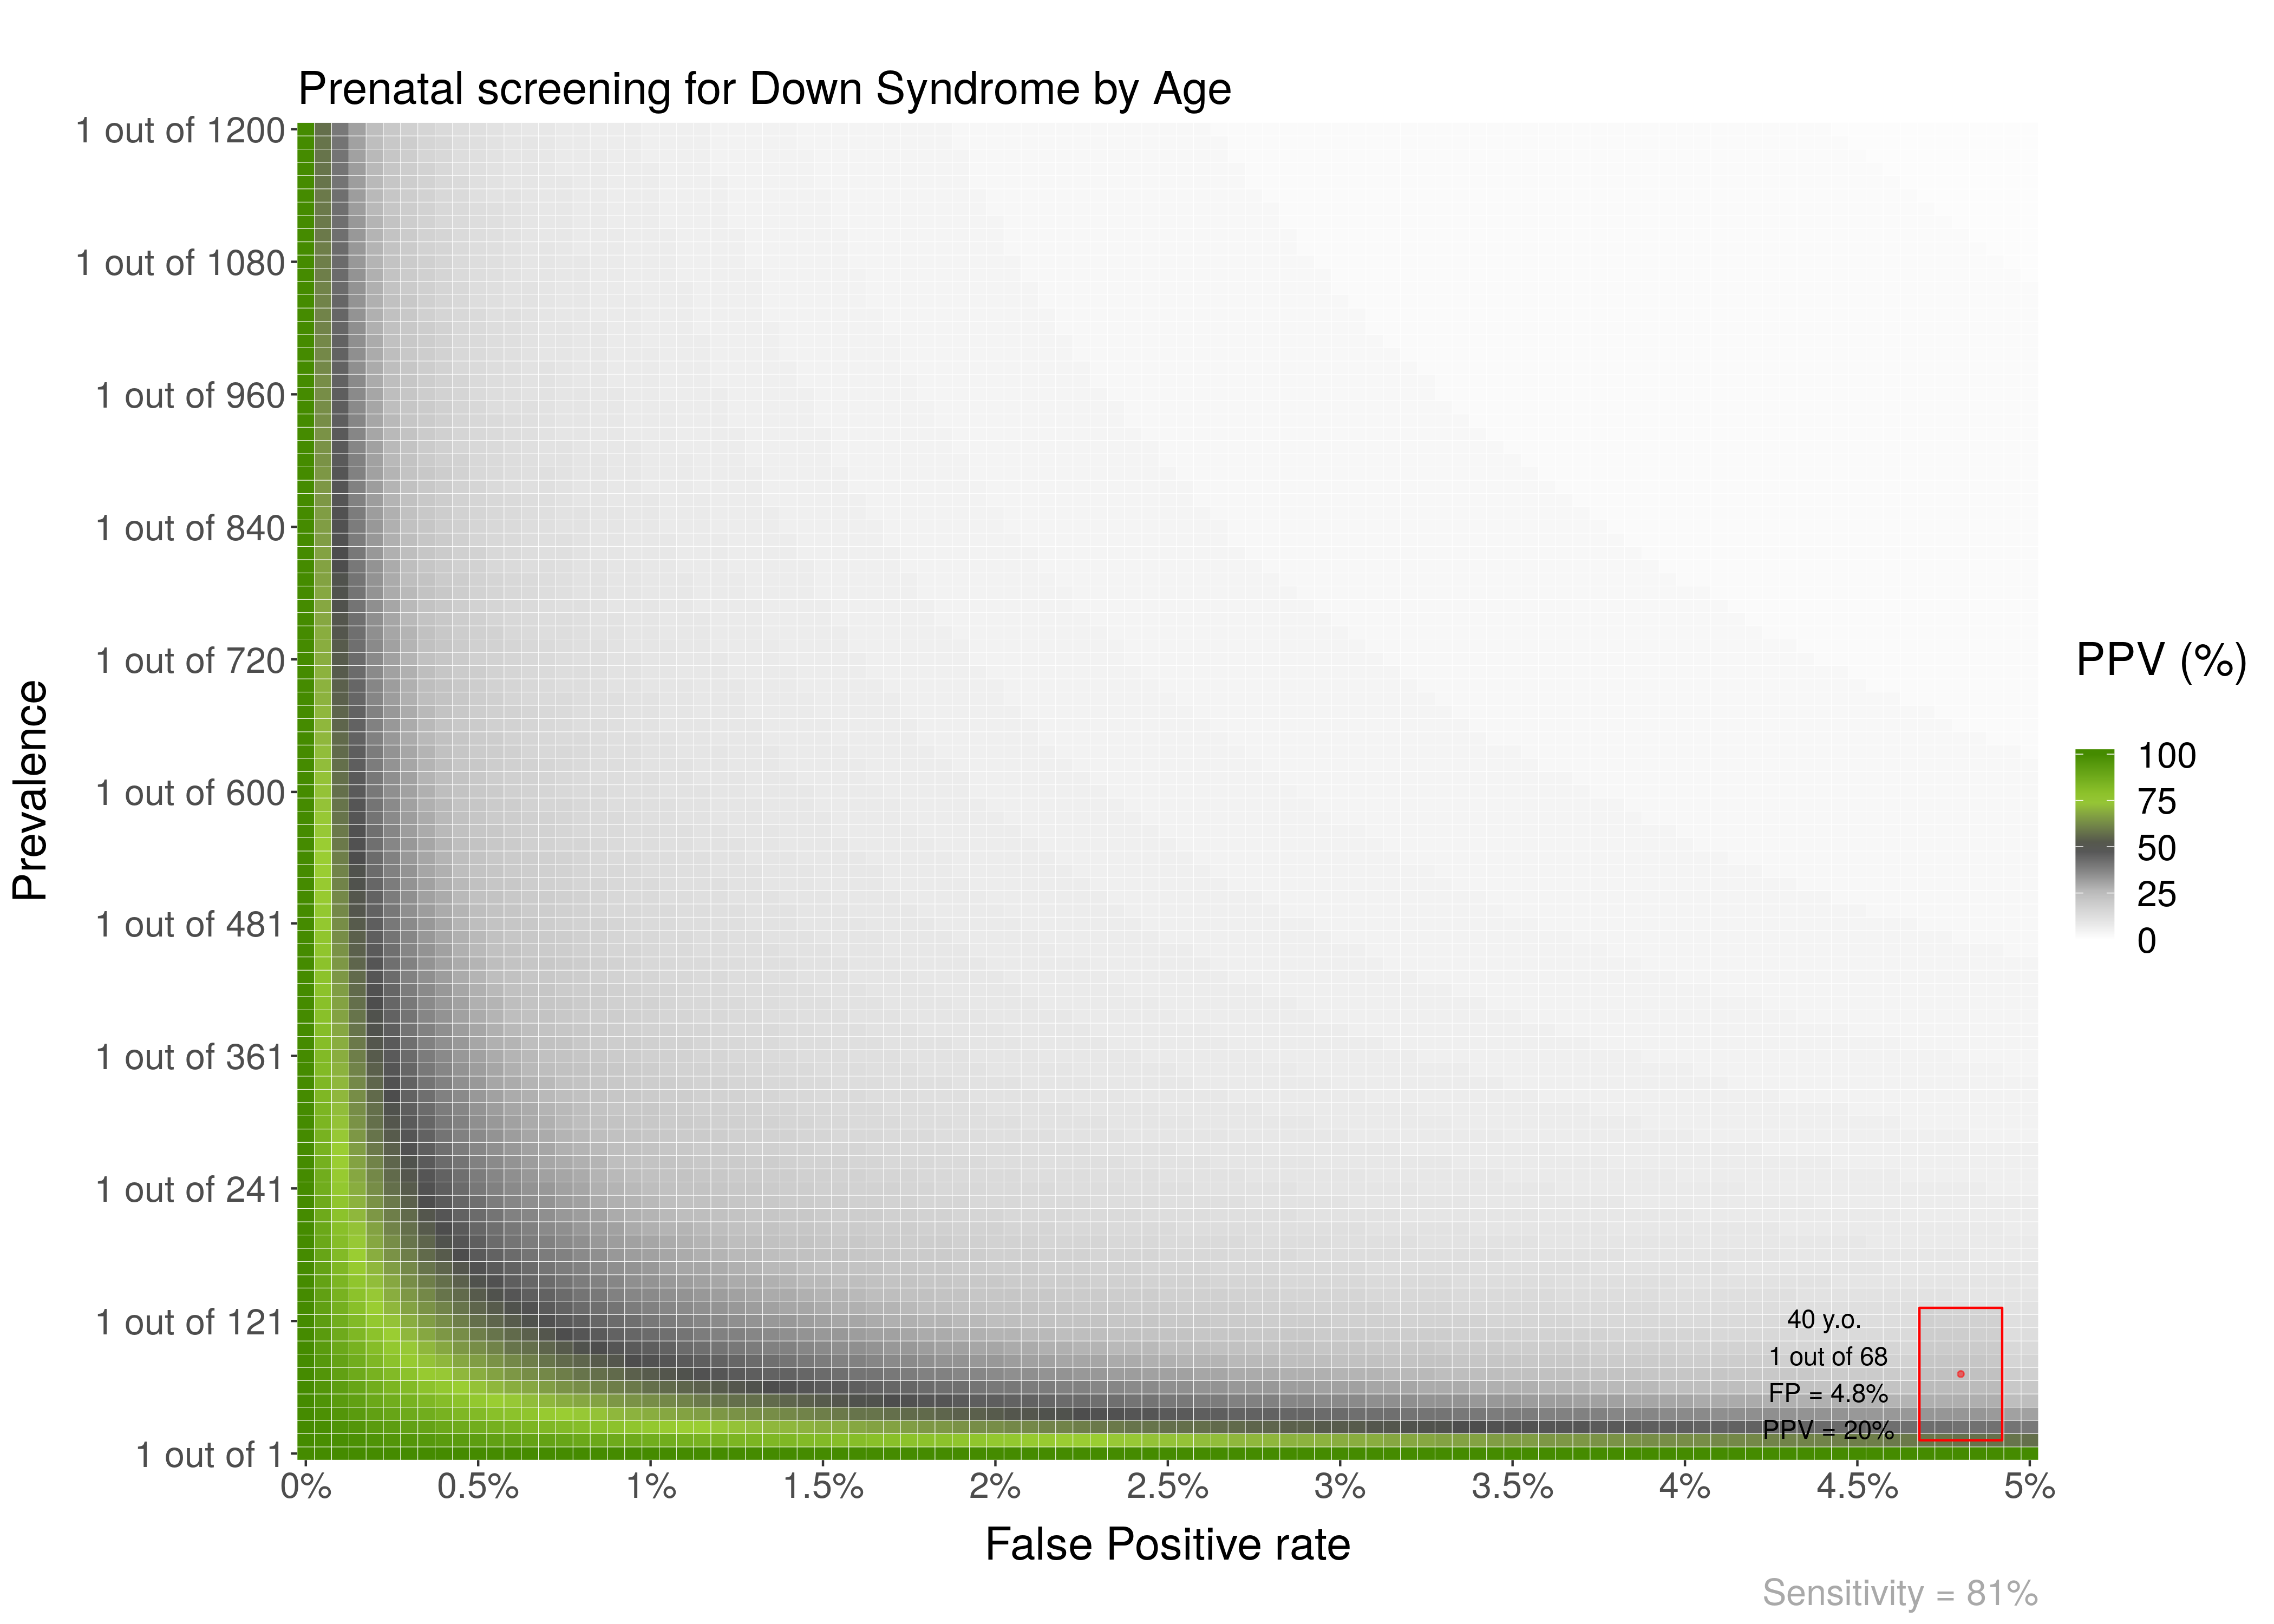 Prenatal screening for Down Syndrome by Age
1 out of 1200
1 out of 1080
1 out of 960
1 out of 840
1 out of 720
1 out of 600
1 out of 481
1 out of 361
1 out of 241
1 out of 121
1 out of 1
Prevalence
40 y.o.
1 out of 68
FP = 4.8%
PPV = 20%
0% 0.5% 1% 1.5% 2% 2.5% 3% 3.5% 4% 4.5% 5%
False Positive rate
PPV (%)
100
75
50
25
0
Sensitivity = 81%